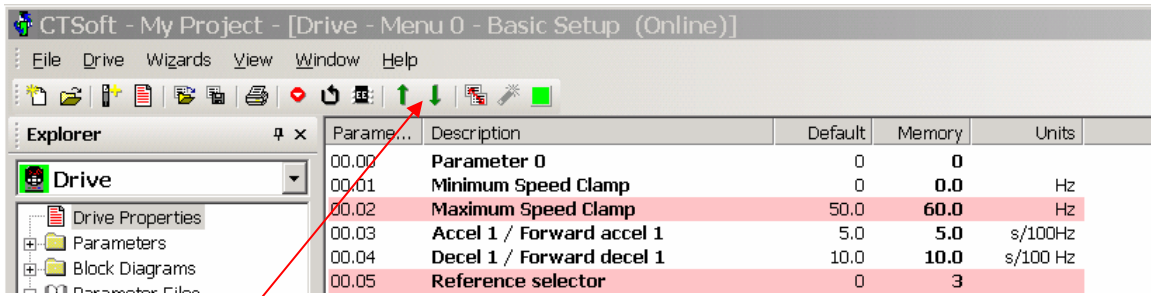 CTSoft - My Project - [Drive - Menu 0 - Basic Setup (Online)]
File Drive Wizards View Window Help
Explorer
Drive
Drive Properties
Parameters
Block Diagrams
Parameter Files
Parame... Description Default Memory Units
00.00 Parameter 0 0 0
00.01 Minimum Speed Clamp 0 0.0 Hz
00.02 Maximum Speed Clamp 50.0 60.0 Hz
00.03 Accel 1 / Forward accel 1 5.0 5.0 s/100Hz
00.04 Decel 1 / Forward decel 1 10.0 10.0 s/100 Hz
00.05 Reference selector 0 3